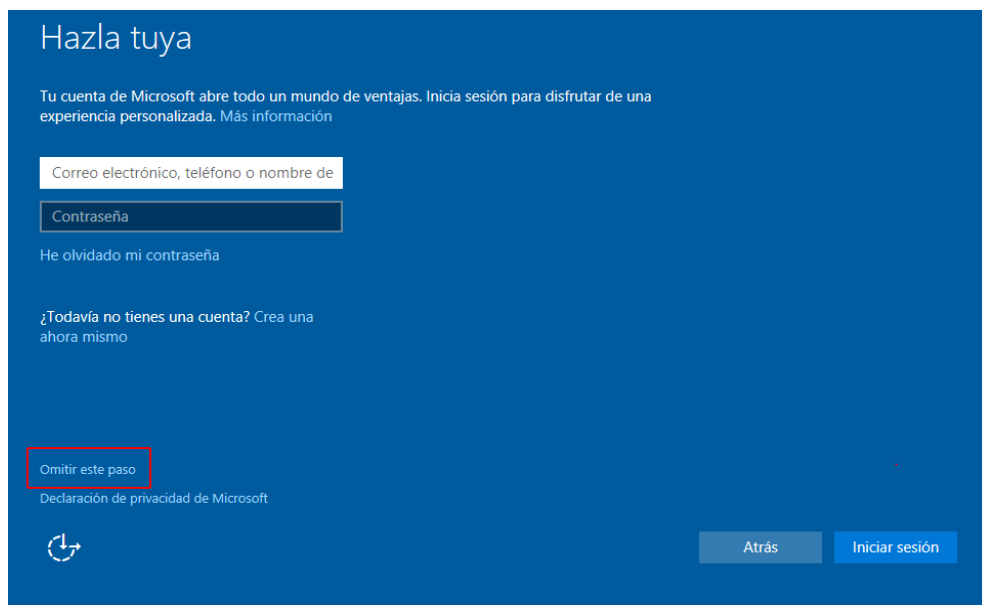 Hazla tuya
Tu cuenta de Microsoft abre todo un mundo de ventajas. Inicia sesión para disfrutar de una
experiencia personalizada. Más información
Correo electrónico, teléfono o nombre de
Contraseña
He olvidado mi contraseña
¿Todavía no tienes una cuenta? Crea una
ahora mismo
Omitir este paso
Declaración de privacidad de Microsoft
Atrás
Iniciar sesión